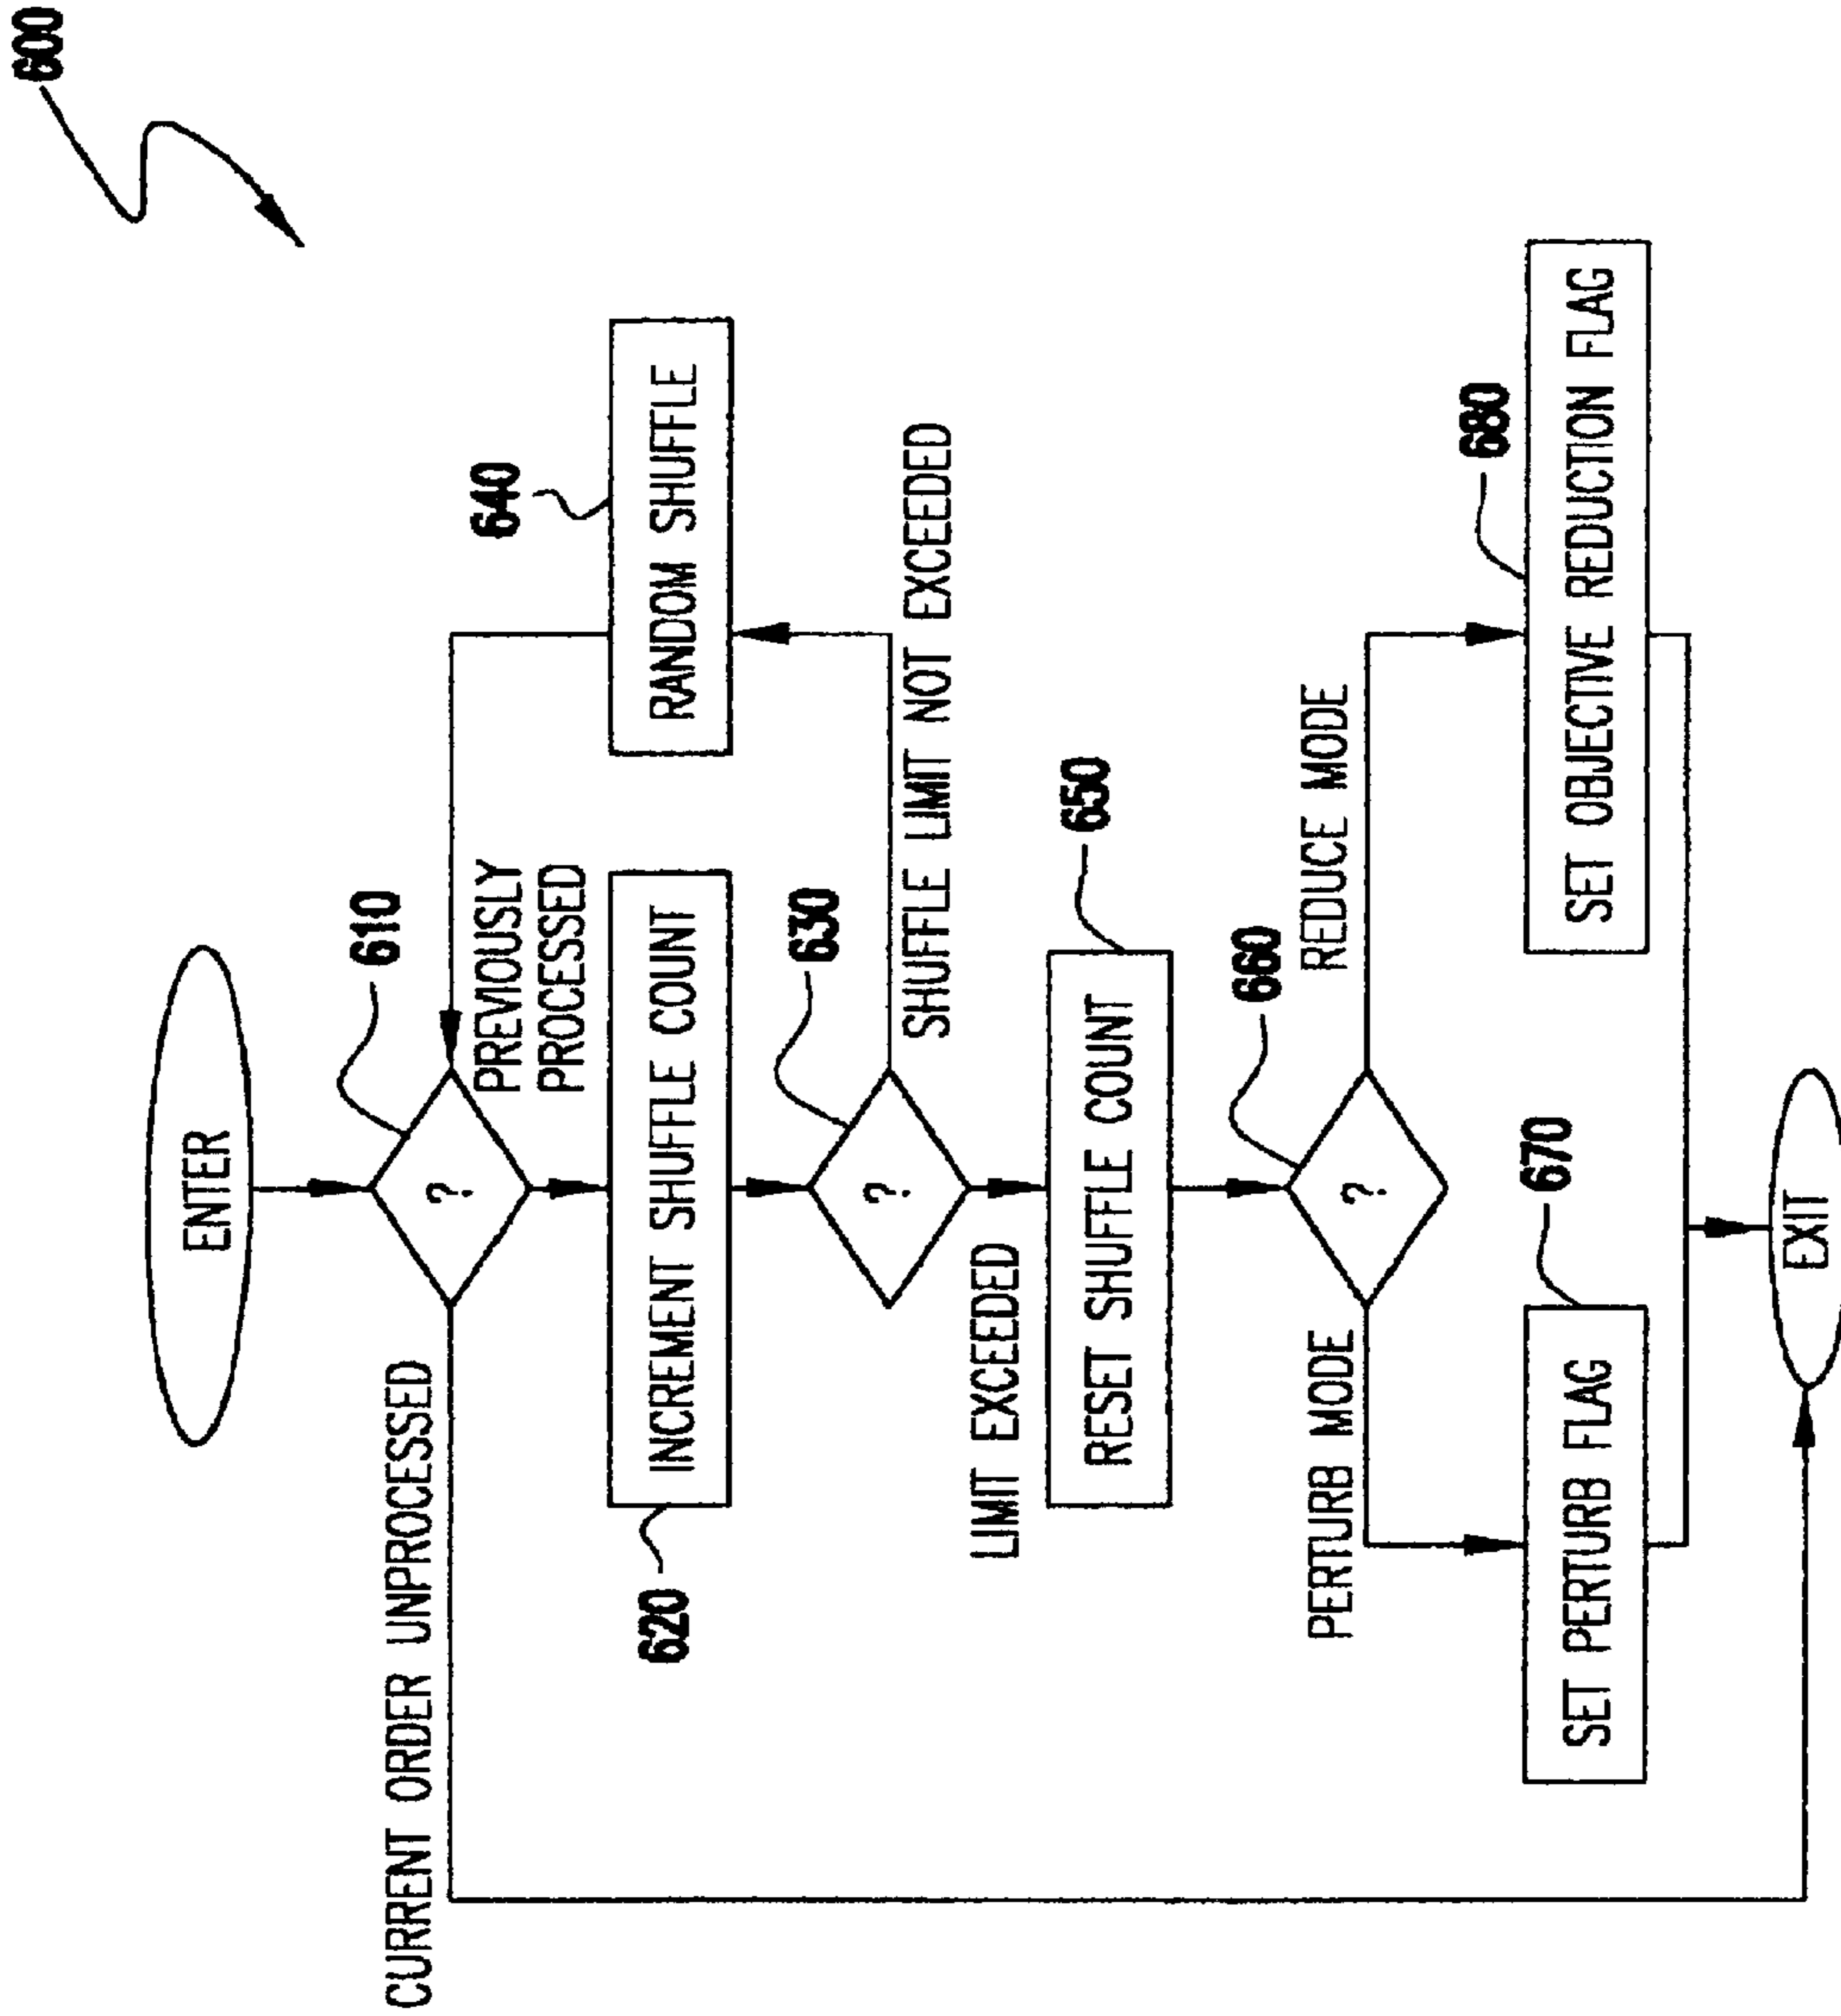 600
ENTER
610
CURRENT ORDER UNPROCESSED
?
PREVIOUSLY
PROCESSED
640
RANDOM SHUFFLE
620
INCREMENT SHUFFLE COUNT
630
?
SHUFFLE LIMIT NOT EXCEEDED
LIMIT EXCEEDED
650
RESET SHUFFLE COUNT
660
?
PERTURB MODE
REDUCE MODE
670
680
SET PERTURB FLAG
SET OBJECTIVE REDUCTION FLAG
EXIT